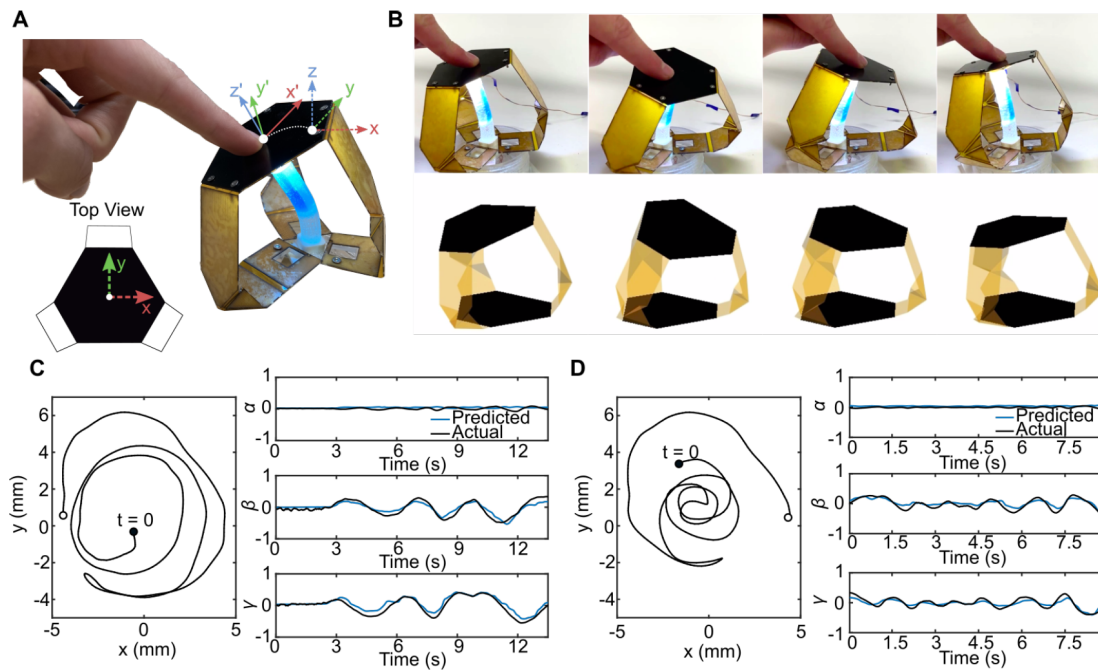 A
B
z'
y'
x'
z
y
x
Top View
y
x
C
D
6
4
2
0
-2
-4
y (mm)
t = 0
-5
0
5
x (mm)
1
0
-1
α
Predicted
Actual
0
3
6
9
12
Time (s)
1
0
-1
β
0
3
6
9
12
Time (s)
1
0
-1
γ
0
3
6
9
12
Time (s)
6
4
2
0
-2
-4
y (mm)
t = 0
-5
0
5
x (mm)
1
0
-1
α
Predicted
Actual
0
1.5
3
4.5
6
7.5
Time (s)
1
0
-1
β
0
1.5
3
4.5
6
7.5
Time (s)
1
0
-1
γ
0
1.5
3
4.5
6
7.5
Time (s)